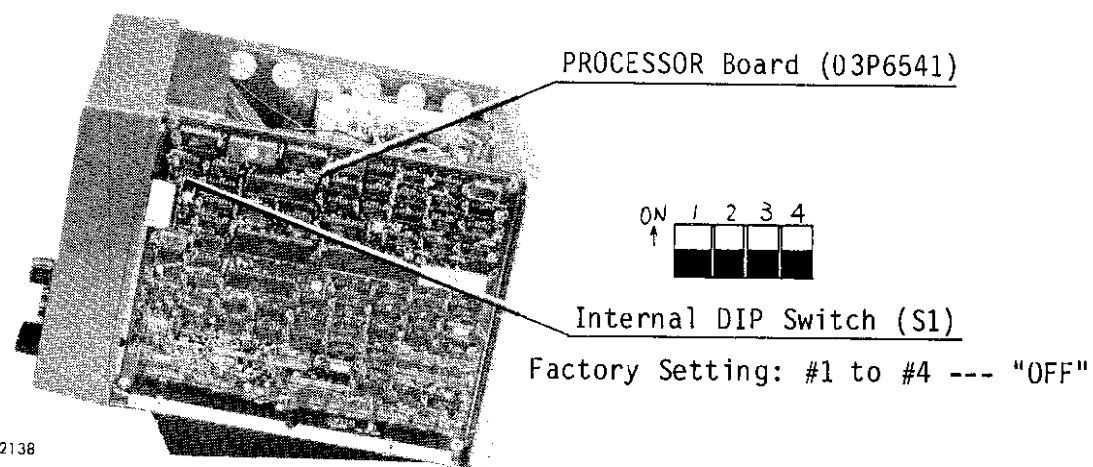 PROCESSOR Board (03P6541)
ON 1 2 3 4
Internal DIP Switch (S1)
Factory Setting: #1 to #4 --- "OFF"
2138